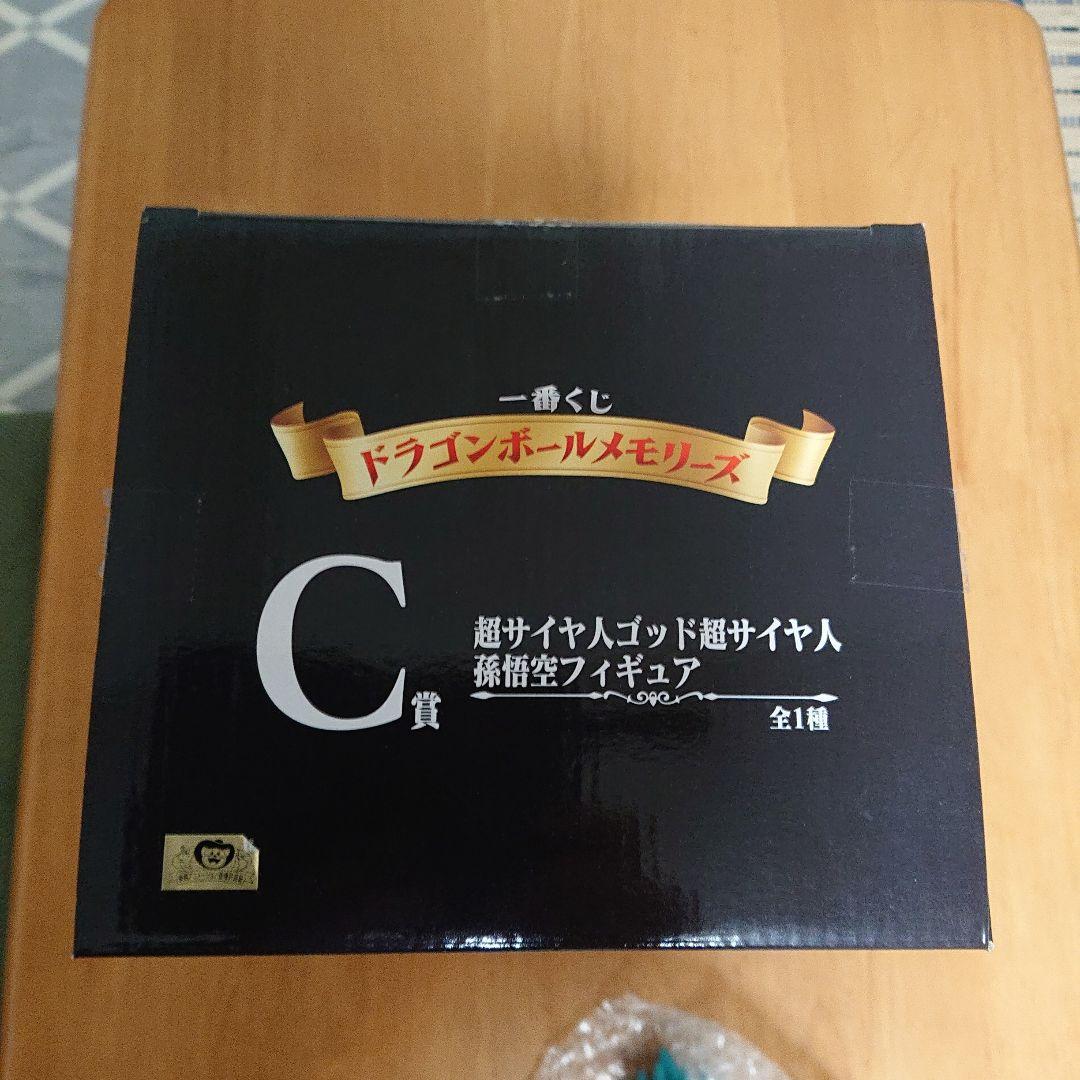 一番くじ
ドラゴンボールメモリーズ
C賞
超サイヤ人ゴッド超サイヤ人
孫悟空フィギュア
全1種